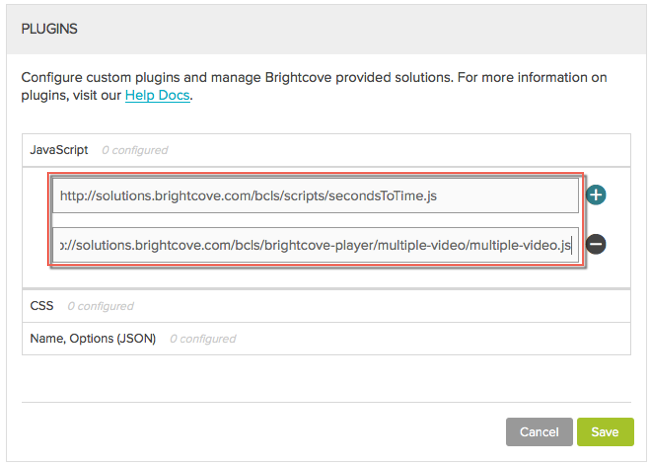 PLUGINS
Configure custom plugins and manage Brightcove provided solutions. For more information on
plugins, visit our Help Docs.
JavaScript 0 configured
http://solutions.brightcove.com/bcls/scripts/secondsToTime.js
://solutions.brightcove.com/bcls/brightcove-player/multiple-video/multiple-video.js
CSS 0 configured
Name, Options (JSON) 0 configured
Cancel Save